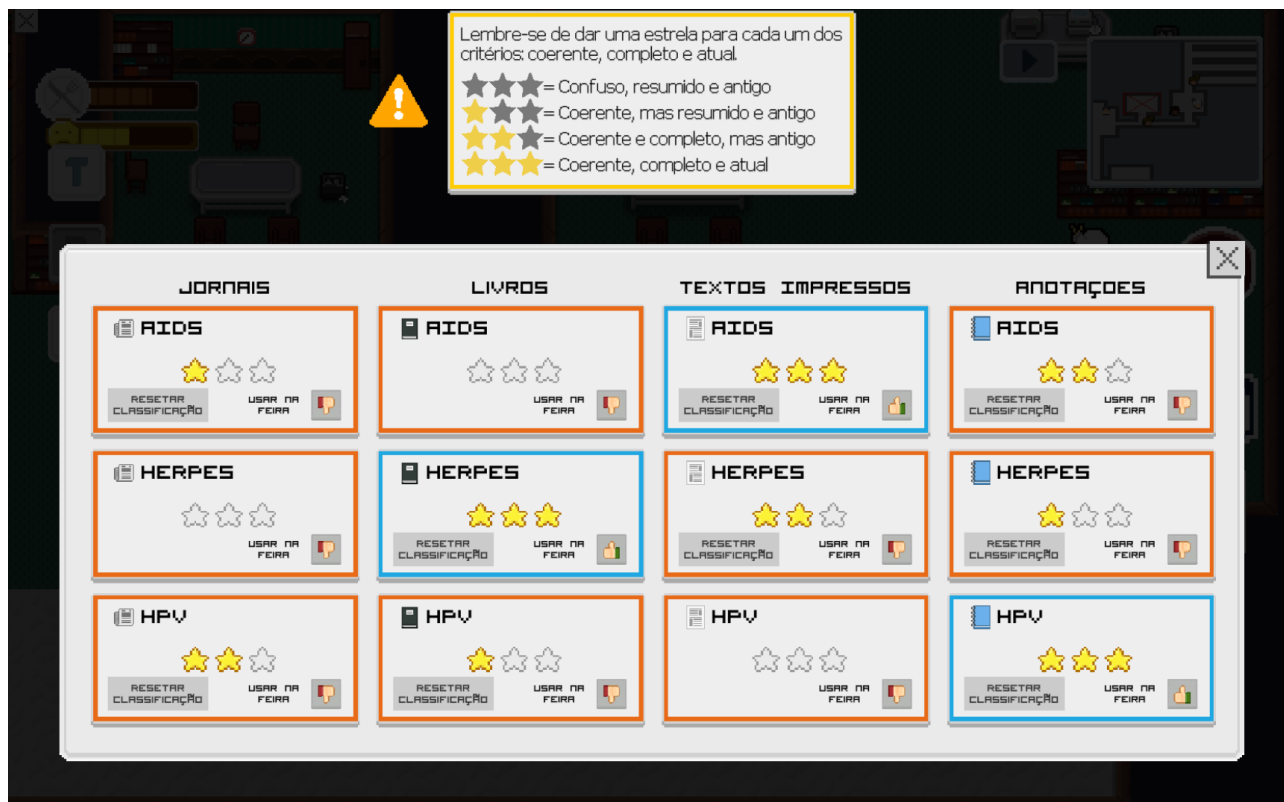 Lembre-se de dar uma estrela para cada um dos
critérios: coerente, completo e atual.
= Confuso, resumido e antigo
= Coerente, mas resumido e antigo
= Coerente e completo, mas antigo
= Coerente, completo e atual
T
JORNAIS
LIVROS
TEXTOS IMPRESSOS
ANOTAÇOES
AIDS
RESETAR
CLASSIFICAÇÃO
USAR NA
FEIRA
AIDS
USAR NA
FEIRA
AIDS
RESETAR
CLASSIFICAÇÃO
USAR NA
FEIRA
AIDS
RESETAR
CLASSIFICAÇÃO
USAR NA
FEIRA
HERPES
USAR NA
FEIRA
HERPES
RESETAR
CLASSIFICAÇÃO
USAR NA
FEIRA
HERPES
RESETAR
CLASSIFICAÇÃO
USAR NA
FEIRA
HERPES
RESETAR
CLASSIFICAÇÃO
USAR NA
FEIRA
HPV
RESETAR
CLASSIFICAÇÃO
USAR NA
FEIRA
HPV
RESETAR
CLASSIFICAÇÃO
USAR NA
FEIRA
HPV
USAR NA
FEIRA
HPV
RESETAR
CLASSIFICAÇÃO
USAR NA
FEIRA